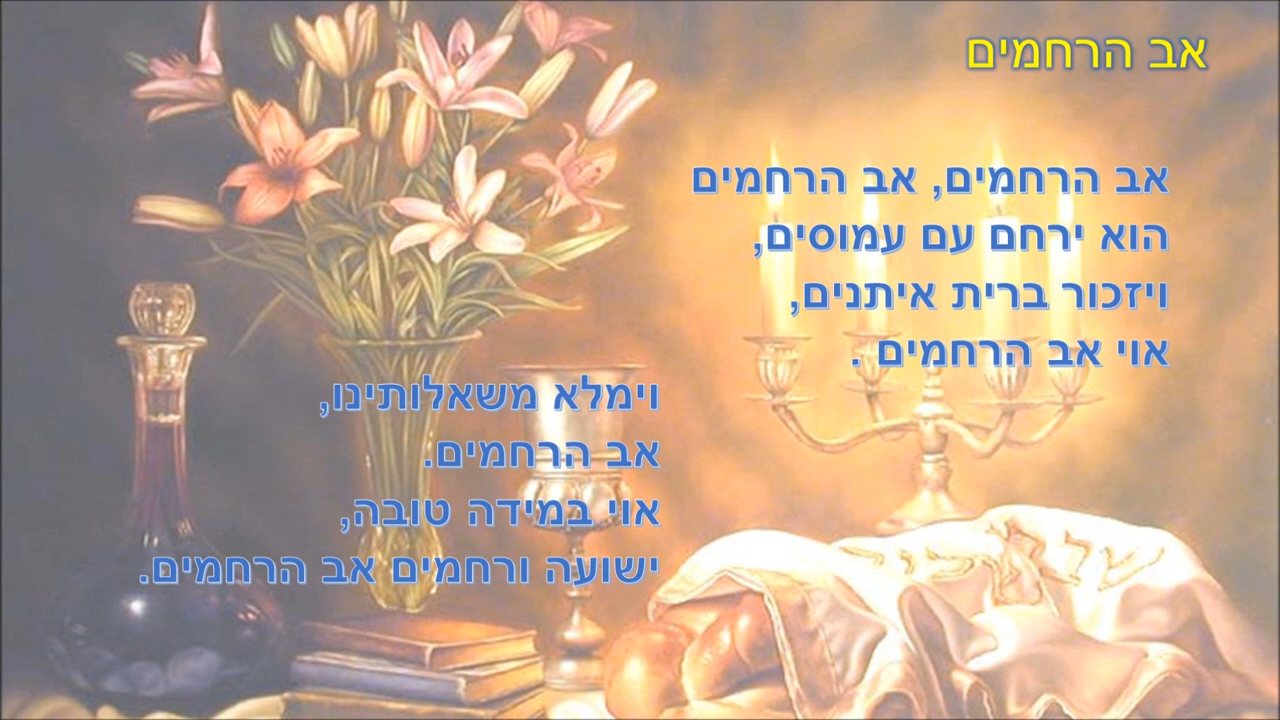 אב הרחמים
אב הרחמים, אב הרחמים
הוא ירחם עם עמוסים,
ויזכור ברית איתנים,
אוי אב הרחמים .
וימלא משאלותינו,
אב הרחמים.
אוי במידה טובה,
ישועה ורחמים אב הרחמים.